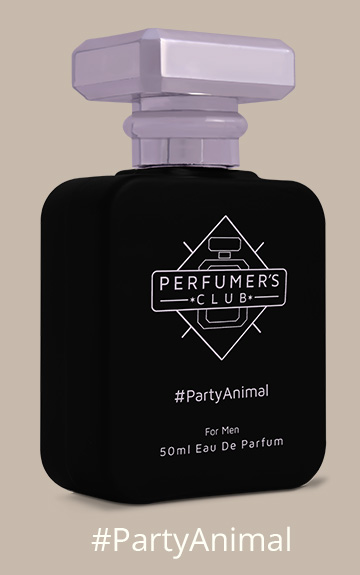 PERFUMER'S
*CLUB*
#PartyAnimal
For Men
50ml Eau De Parfum
#PartyAnimal